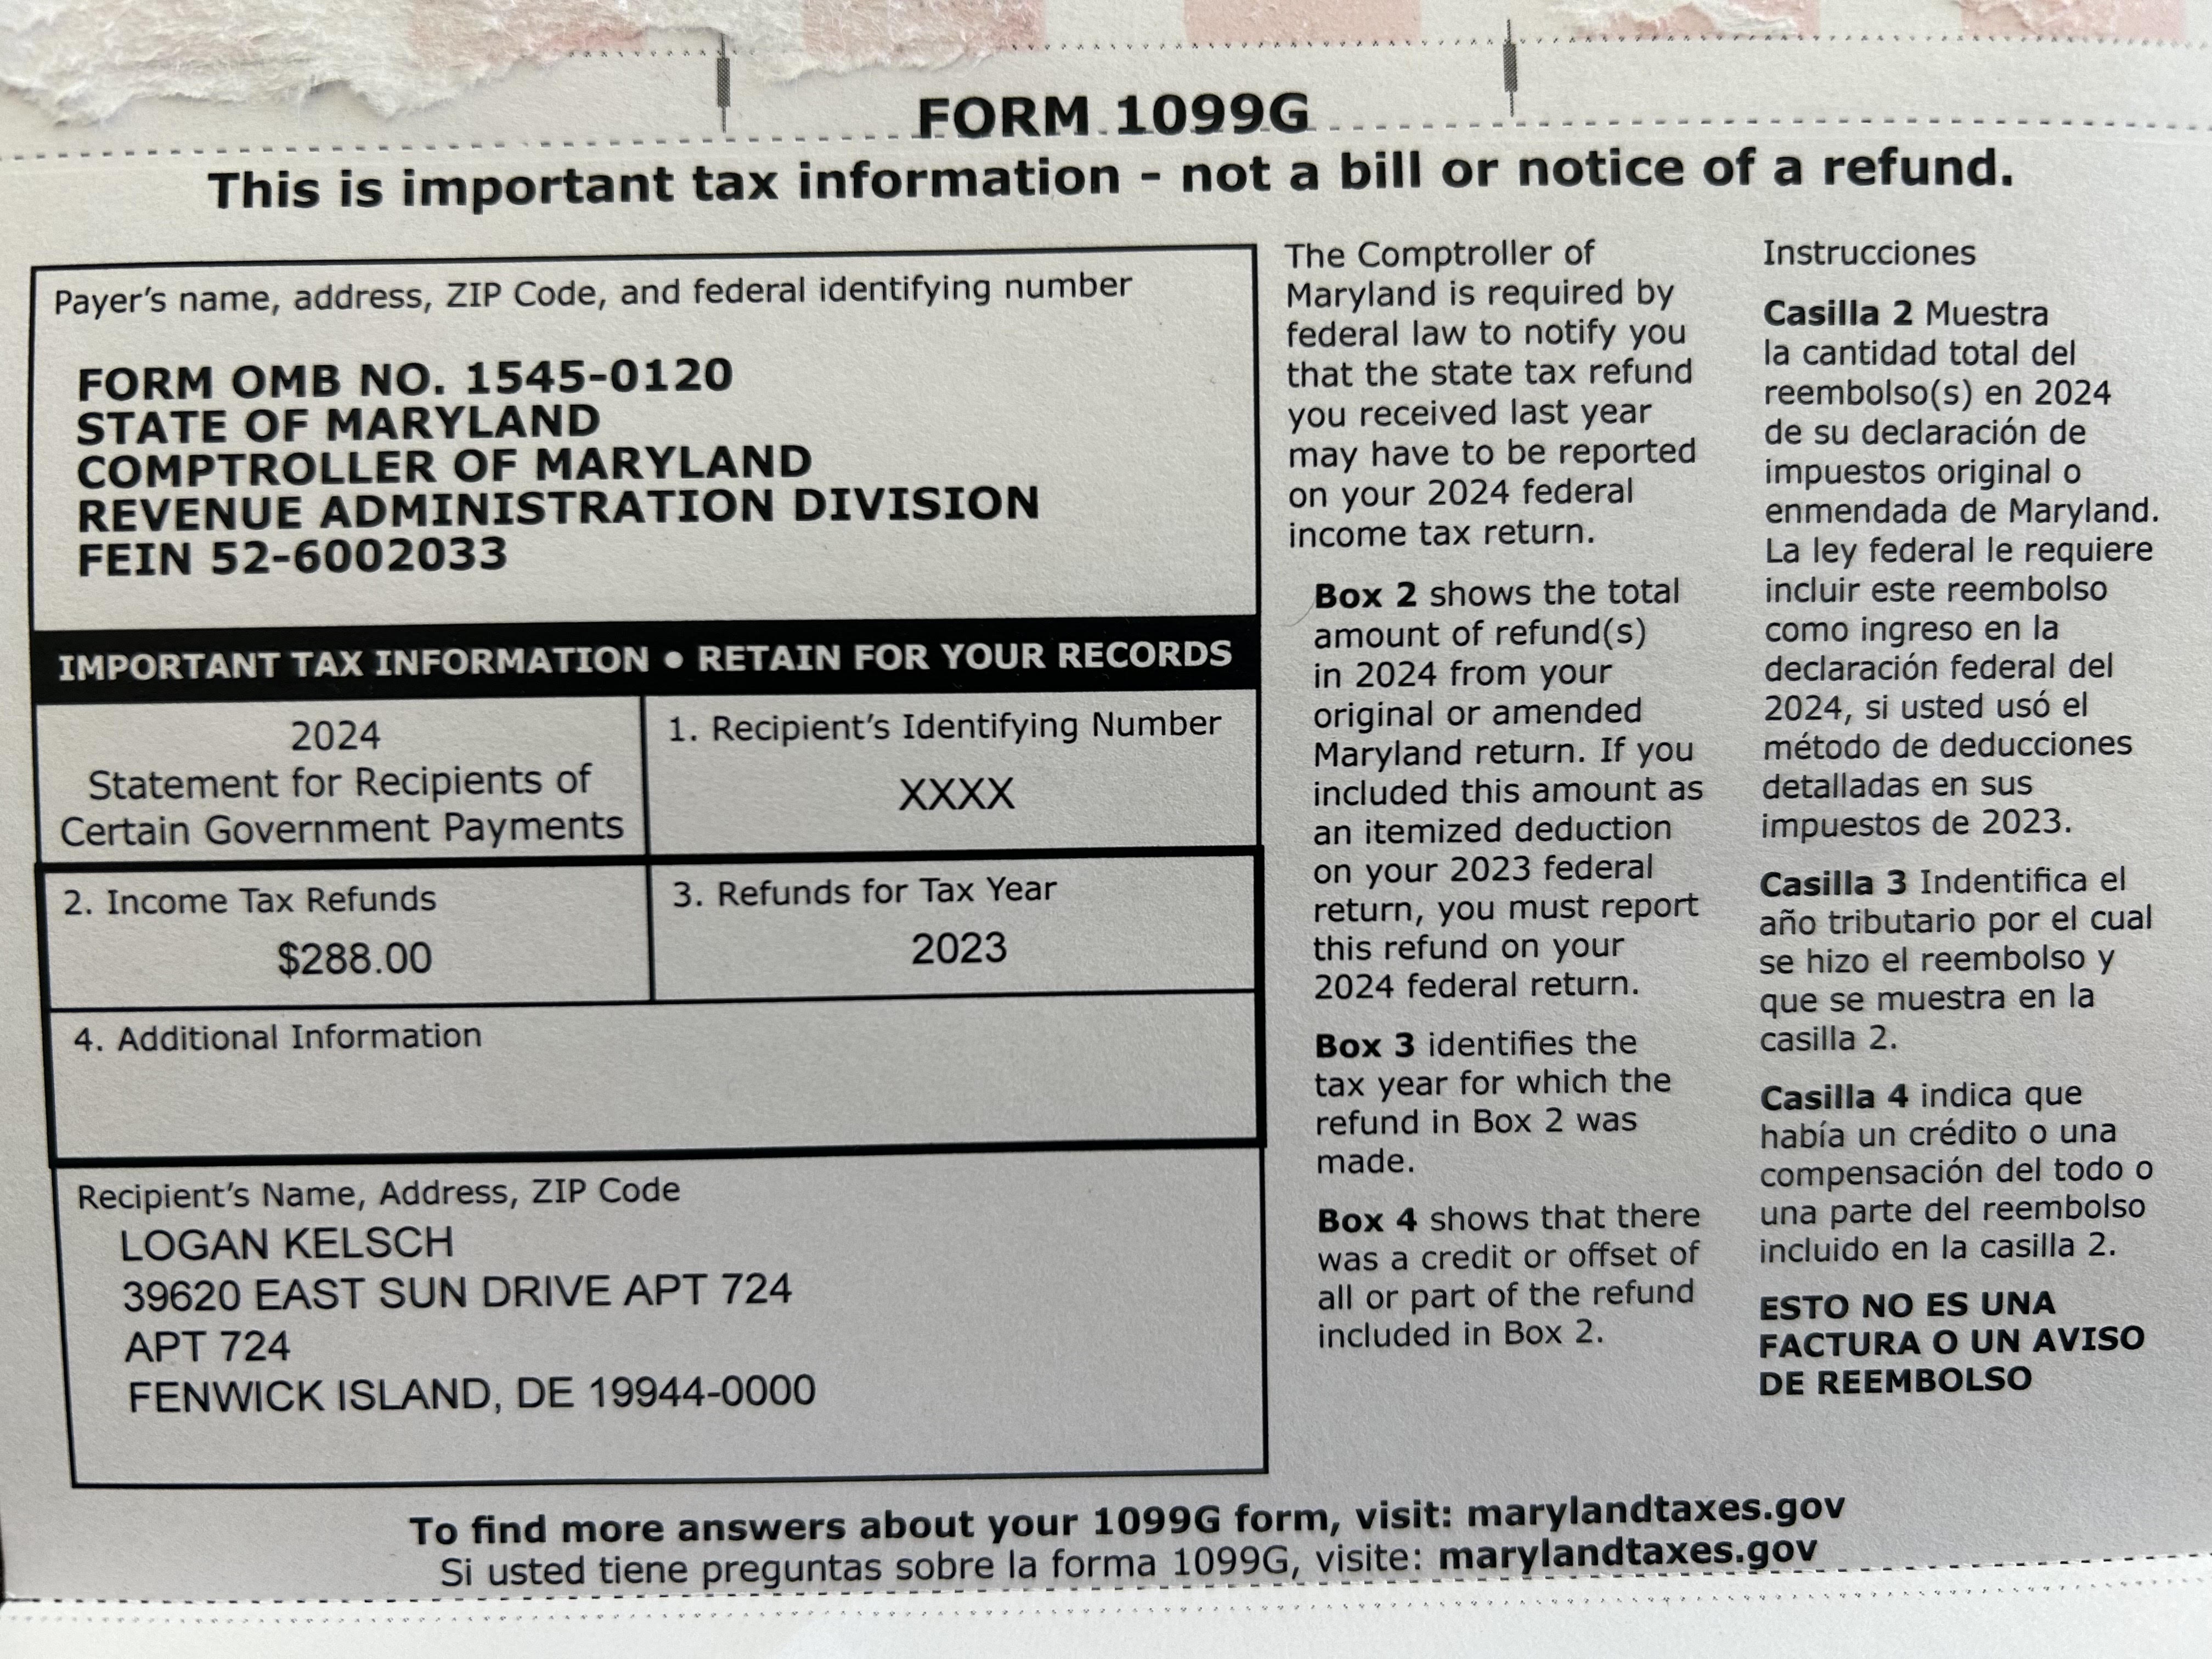 FORM 1099G
This is important tax information - not a bill or notice of a refund.
Payer's name, address, ZIP Code, and federal identifying number
FORM OMB NO. 1545-0120
STATE OF MARYLAND
COMPTROLLER OF MARYLAND
REVENUE ADMINISTRATION DIVISION
FEIN 52-6002033
IMPORTANT TAX INFORMATION • RETAIN FOR YOUR RECORDS
2024
Statement for Recipients of
Certain Government Payments
1. Recipient's Identifying Number
XXXX
2. Income Tax Refunds
$288.00
3. Refunds for Tax Year
2023
4. Additional Information
Recipient's Name, Address, ZIP Code
LOGAN KELSCH
39620 EAST SUN DRIVE APT 724
APT 724
FENWICK ISLAND, DE 19944-0000
The Comptroller of
Maryland is required by
federal law to notify you
that the state tax refund
you received last year
may have to be reported
on your 2024 federal
income tax return.
Box 2 shows the total
amount of refund(s)
in 2024 from your
original or amended
Maryland return. If you
included this amount as
an itemized deduction
on your 2023 federal
return, you must report
this refund on your
2024 federal return.
Box 3 identifies the
tax year for which the
refund in Box 2 was
made.
Box 4 shows that there
was a credit or offset of
all or part of the refund
included in Box 2.
Instrucciones
Casilla 2 Muestra
la cantidad total del
reembolso(s) en 2024
de su declaración de
impuestos original o
enmendada de Maryland.
La ley federal le requiere
incluir este reembolso
como ingreso en la
declaración federal del
2024, si usted usó el
método de deducciones
detalladas en sus
impuestos de 2023.
Casilla 3 Indentifica el
año tributario por el cual
se hizo el reembolso y
que se muestra en la
casilla 2.
Casilla 4 indica que
había un crédito o una
compensación del todo o
una parte del reembolso
incluido en la casilla 2.
ESTO NO ES UNA
FACTURA O UN AVISO
DE REEMBOLSO
To find more answers about your 1099G form, visit: marylandtaxes.gov
Si usted tiene preguntas sobre la forma 1099G, visite: marylandtaxes.gov